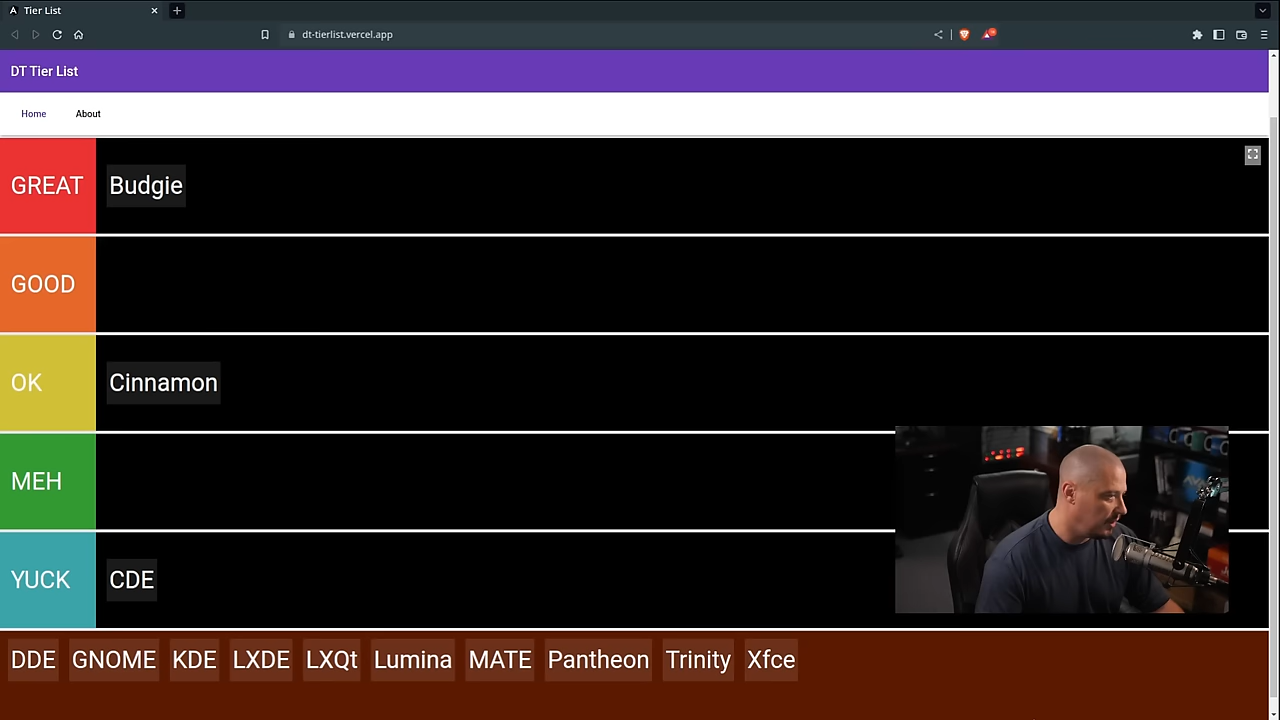 Tier List
dt-tierlist.vercel.app
DT Tier List
Home About
GREAT Budgie
GOOD
OK Cinnamon
MEH
YUCK CDE
DDE GNOME KDE LXDE LXQt Lumina MATE Pantheon Trinity Xfce